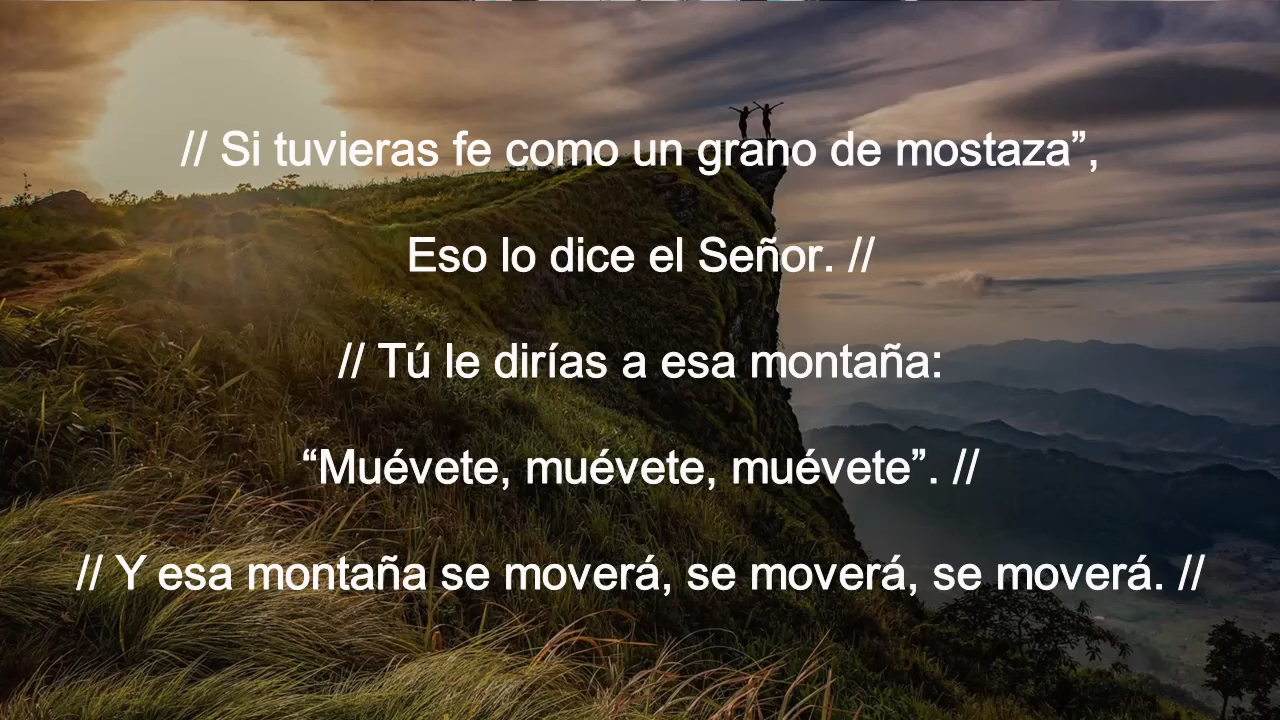 // Si tuvieras fe como un grano de mostaza”,
Eso lo dice el Señor. //
// Tú le dirías a esa montaña:
“Muévete, muévete, muévete”. //
// Y esa montaña se moverá, se moverá, se moverá. //